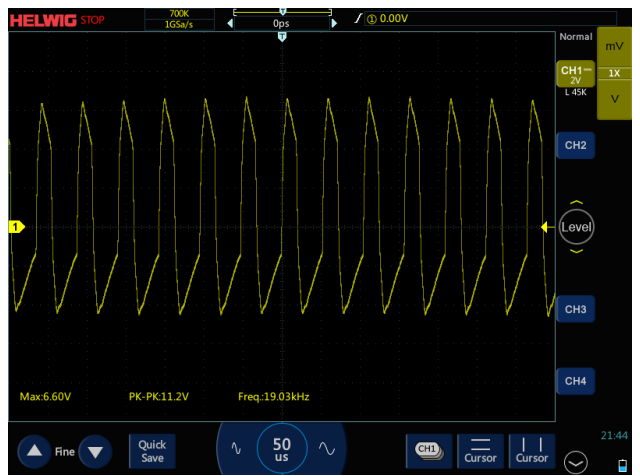 HELWIG STOP
700K
1GSa/s
T
0ps
① 0.00V
T
Normal
mV
CH1
2V
1X
L 45K
V
CH2
1
Level
CH3
CH4
Max:6.60V PK-PK:11.2V Freq.:19.03kHz
21:44
Fine
Quick
Save
50
us
CH1
Cursor
Cursor